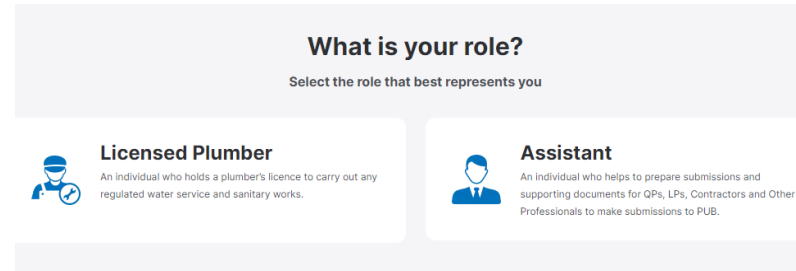 What is your role?
Select the role that best represents you
Licensed Plumber
An individual who holds a plumber's licence to carry out any
regulated water service and sanitary works.
Assistant
An individual who helps to prepare submissions and
supporting documents for QPs, LPs, Contractors and Other
Professionals to make submissions to PUB.